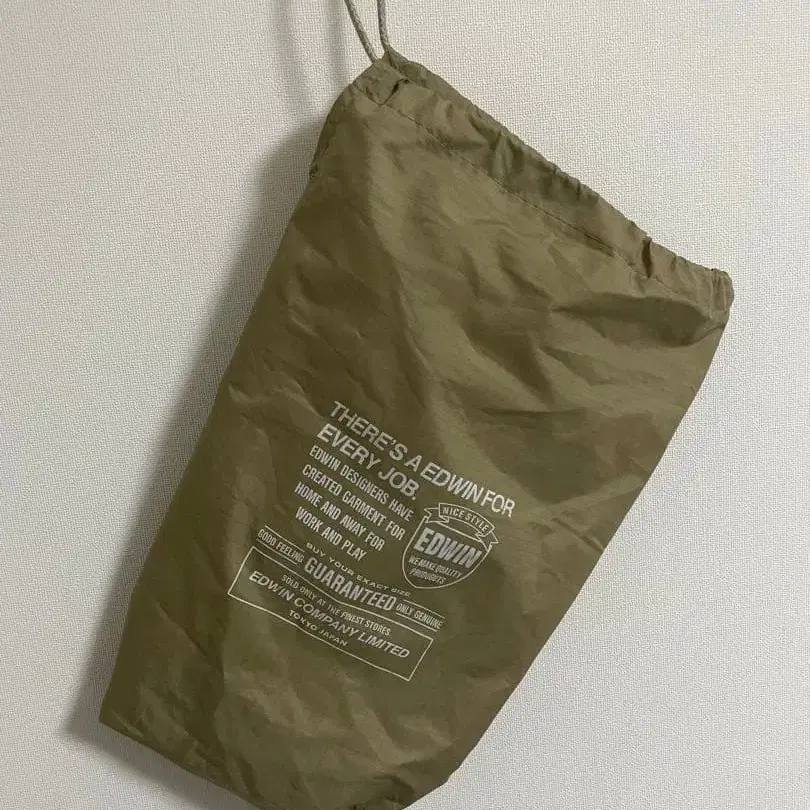 THERE'S A EDWIN FOR
EVERY JOB.
EDWIN DESIGNERS HAVE
CREATED GARMENT FOR
HOME AND AWAY FOR
WORK AND PLAY
NICE STYLE
EDWIN
WE MAKE QUALITY
PRODUCTS
BUY YOUR EXACT SIZE
GOOD FEELING GUARANTEED ONLY GENUINE
SOLD ONLY AT THE FINEST STORES
EDWIN COMPANY LIMITED
TOKYO JAPAN